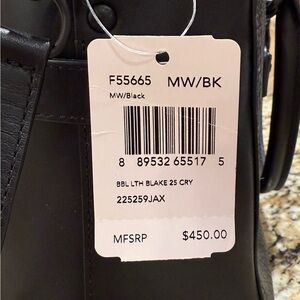 F55665 MW/BK
MW/Black
8 89532 65517 5
BBL LTH BLAKE 25 CRY
225259JAX
MFSRP $450.00